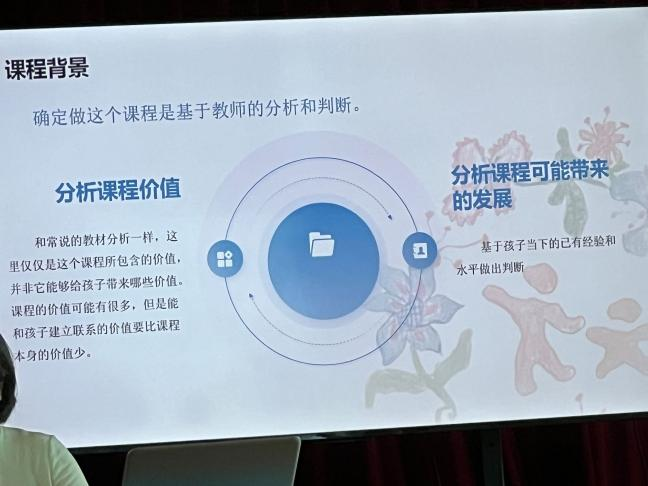 课程背景
确定做这个课程是基于教师的分析和判断。
分析课程价值
和常说的教材分析一样，这
里仅仅是这个课程所包含的价值，
并非它能够给孩子带来哪些价值。
课程的价值可能有很多，但是能
和孩子建立联系的价值要比课程
本身的价值少。
分析课程可能带来
的发展
基于孩子当下的已有经验和
水平做出判断